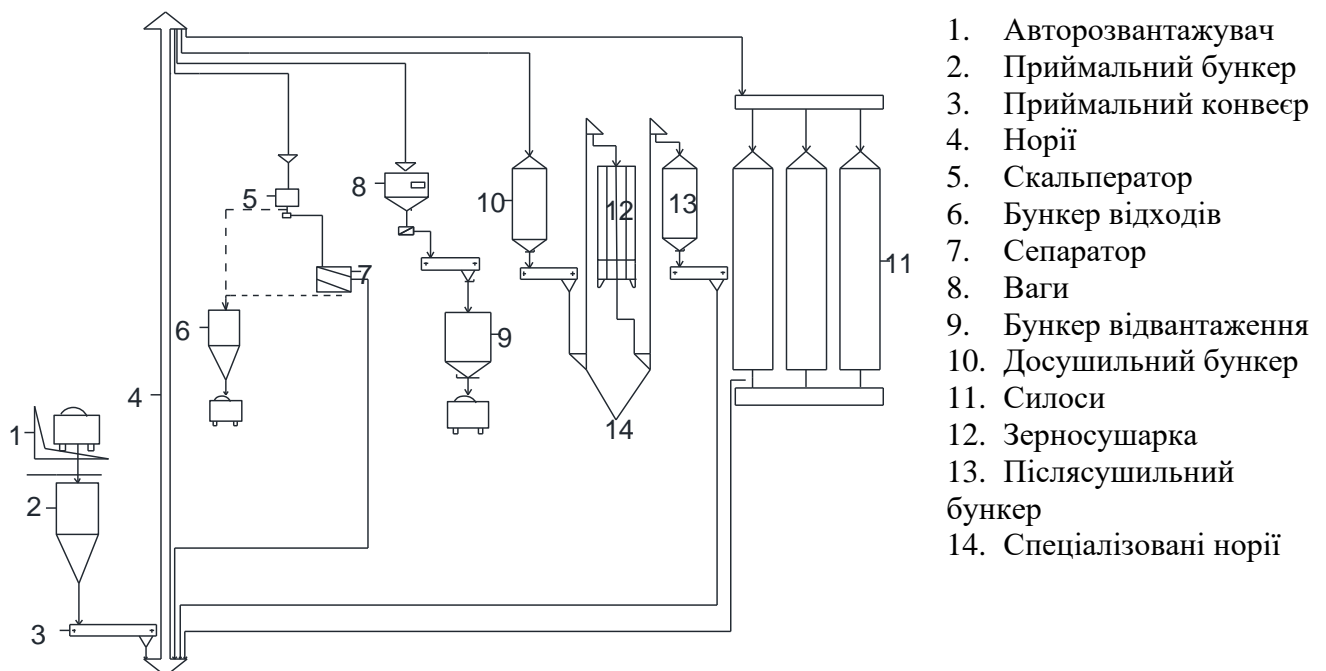 1. Авторозвантажувач
2. Приймальний бункер
3. Приймальний конвеєр
4. Норії
5. Скальператор
6. Бункер відходів
7. Сепаратор
8. Ваги
9. Бункер відвантаження
10. Досушильний бункер
11. Силоси
12. Зерносушарка
13. Післясушильний
бункер
14. Спеціалізовані норії
5
8
10
12
13
11
7
6
9
4
1
14
2
3